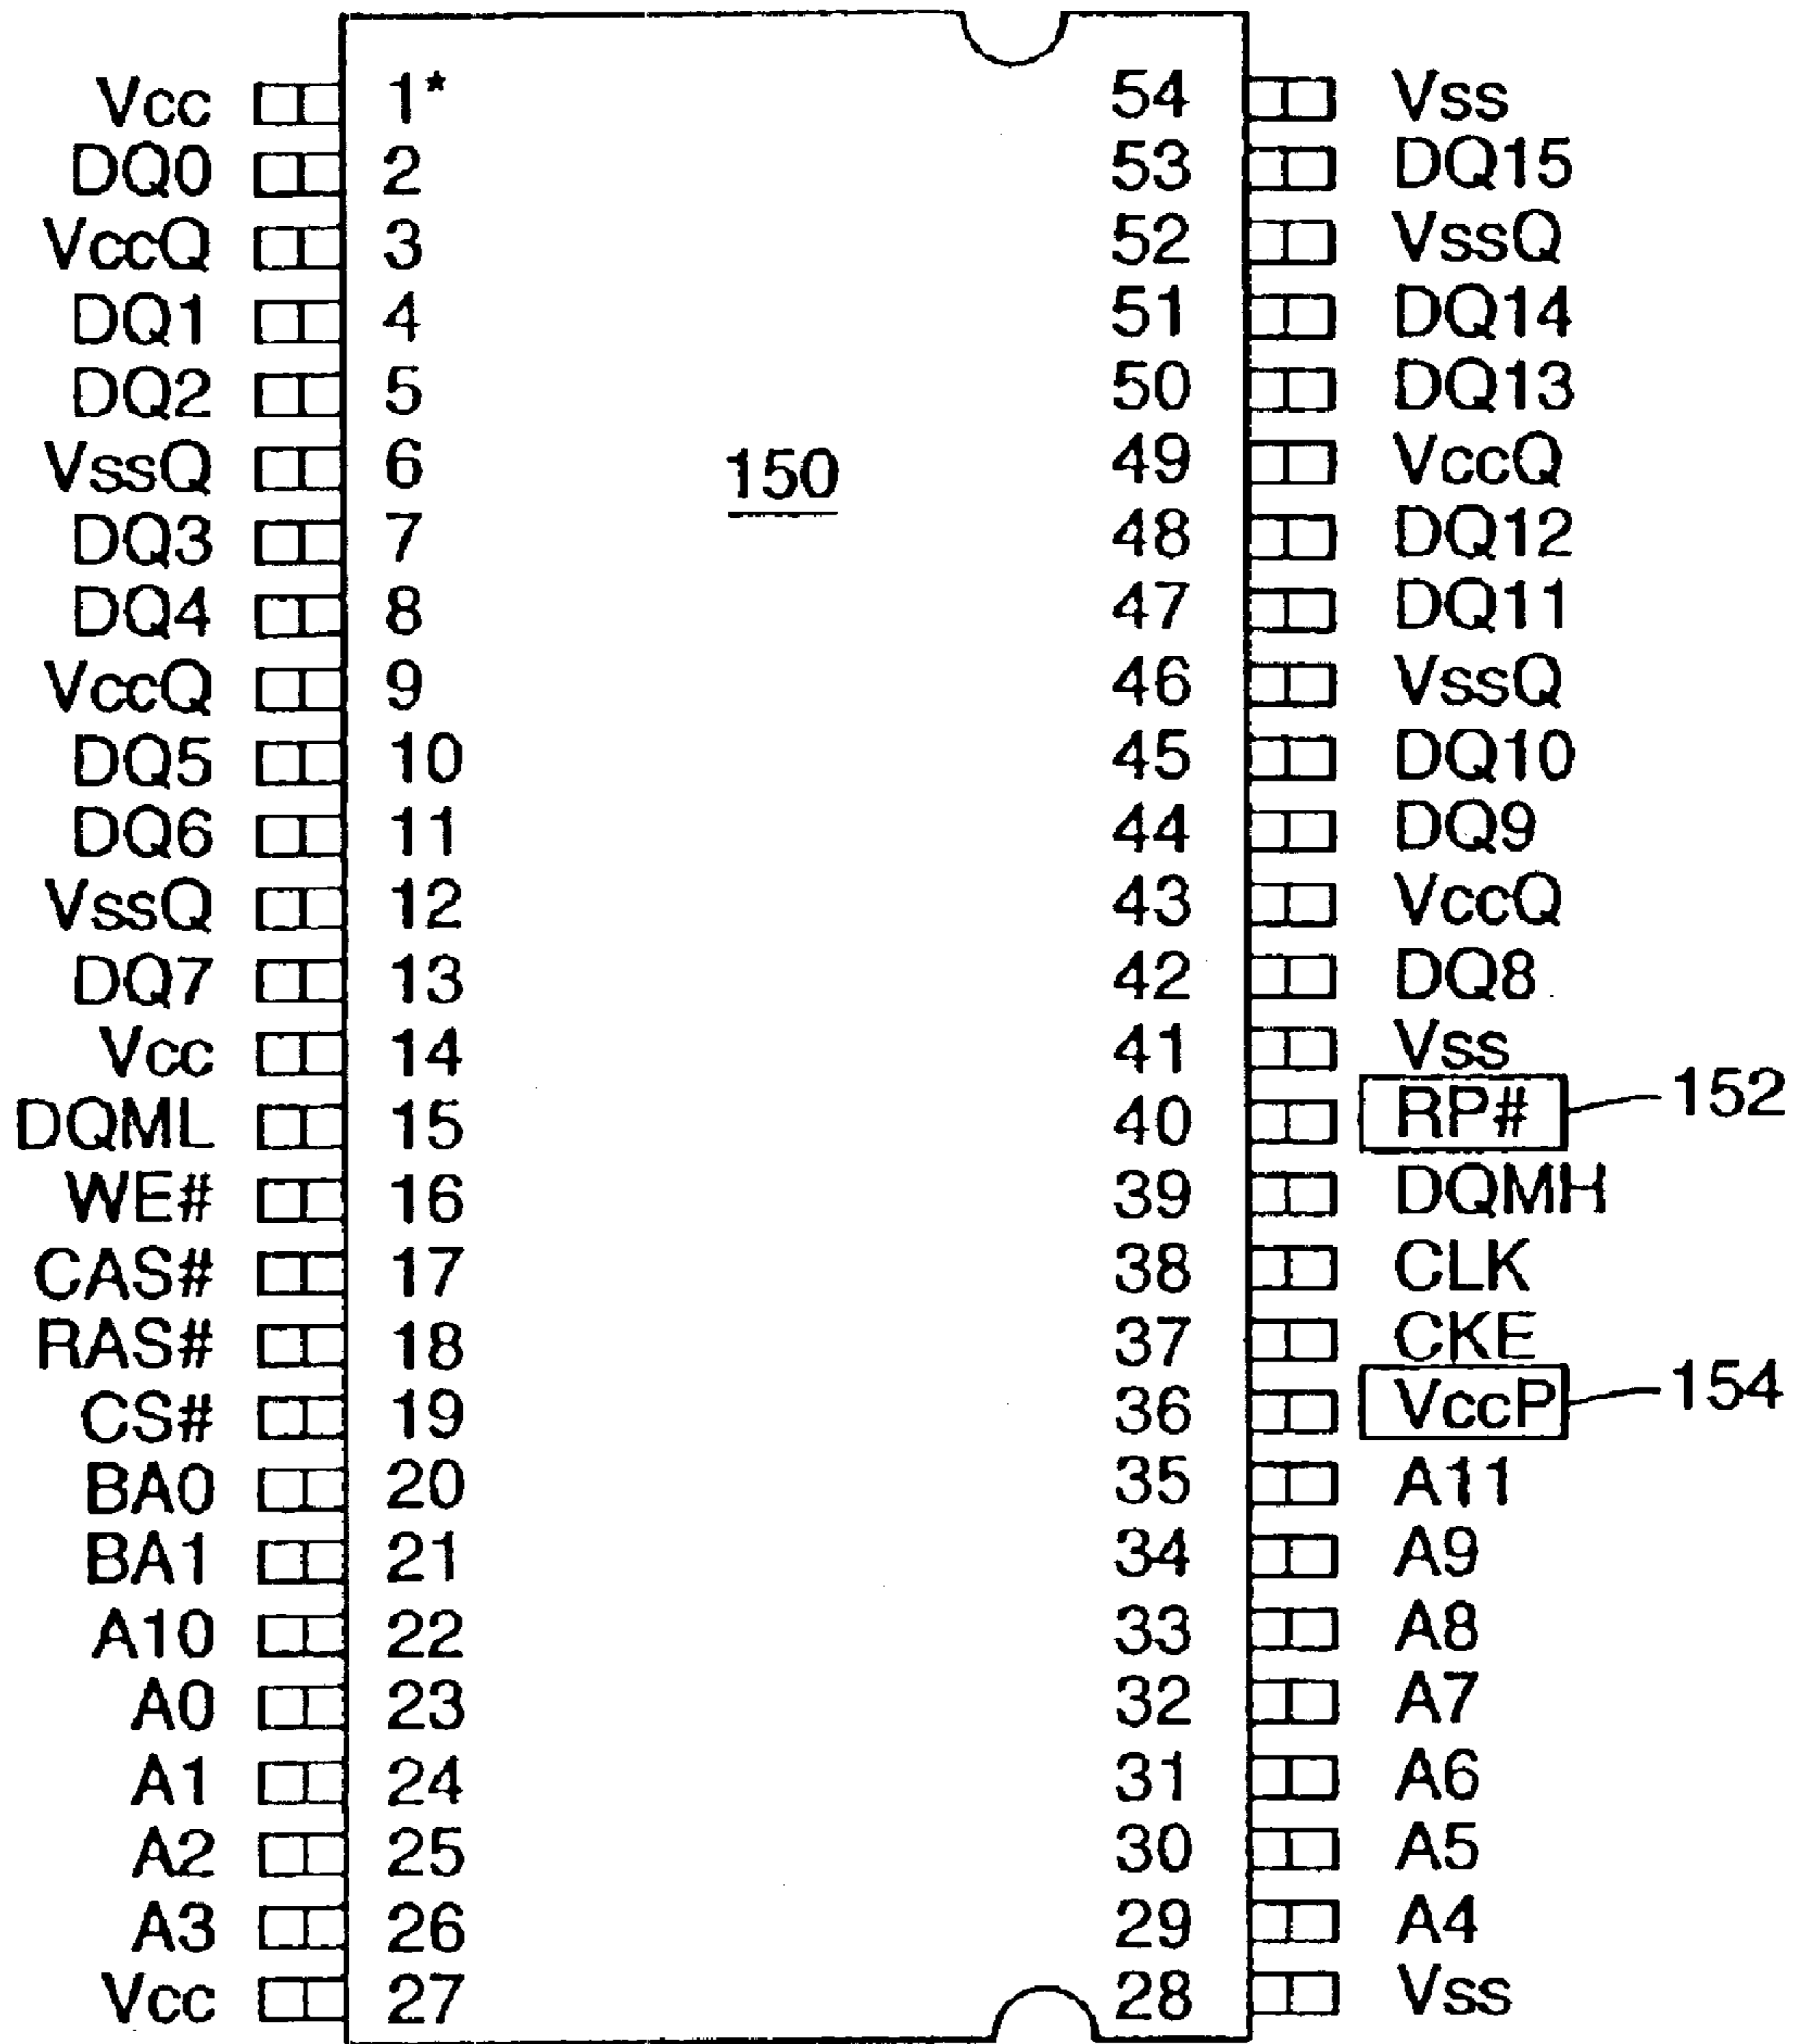 Vcc 1* 54 Vss
DQ0 2 53 DQ15
VccQ 3 52 VssQ
DQ1 4 51 DQ14
DQ2 5 50 DQ13
VssQ 6 150 49 VccQ
DQ3 7 48 DQ12
DQ4 8 47 DQ11
VccQ 9 46 VssQ
DQ5 10 45 DQ10
DQ6 11 44 DQ9
VssQ 12 43 VccQ
DQ7 13 42 DQ8
Vcc 14 41 Vss
DQML 15 40 RP# 152
WE# 16 39 DQMH
CAS# 17 38 CLK
RAS# 18 37 CKE
CS# 19 36 VccP 154
BA0 20 35 A11
BA1 21 34 A9
A10 22 33 A8
A0 23 32 A7
A1 24 31 A6
A2 25 30 A5
A3 26 29 A4
Vcc 27 28 Vss